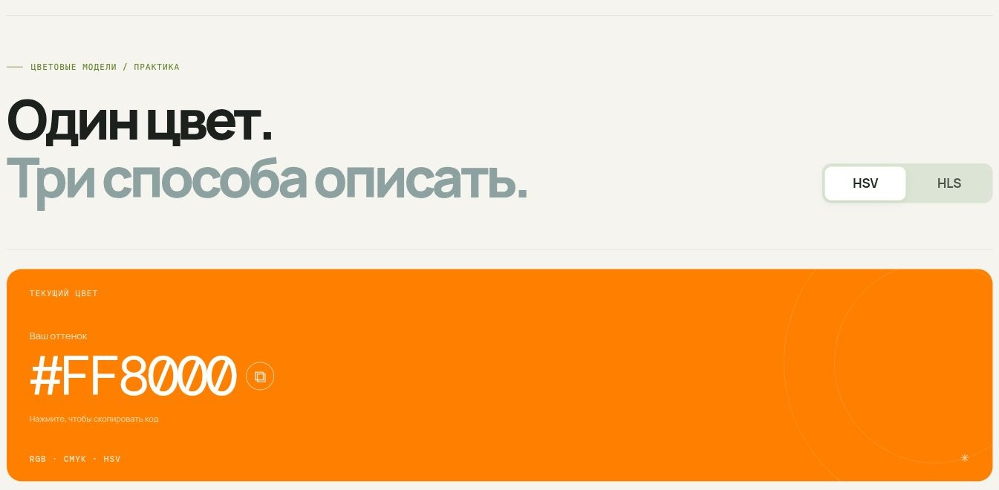 ЦВЕТОВЫЕ МОДЕЛИ / ПРАКТИКА
Один цвет.
Три способа описать.
HSV HLS
ТЕКУЩИЙ ЦВЕТ
Ваш оттенок
#FF8000
Нажмите, чтобы скопировать код
RGB · CMYK · HSV